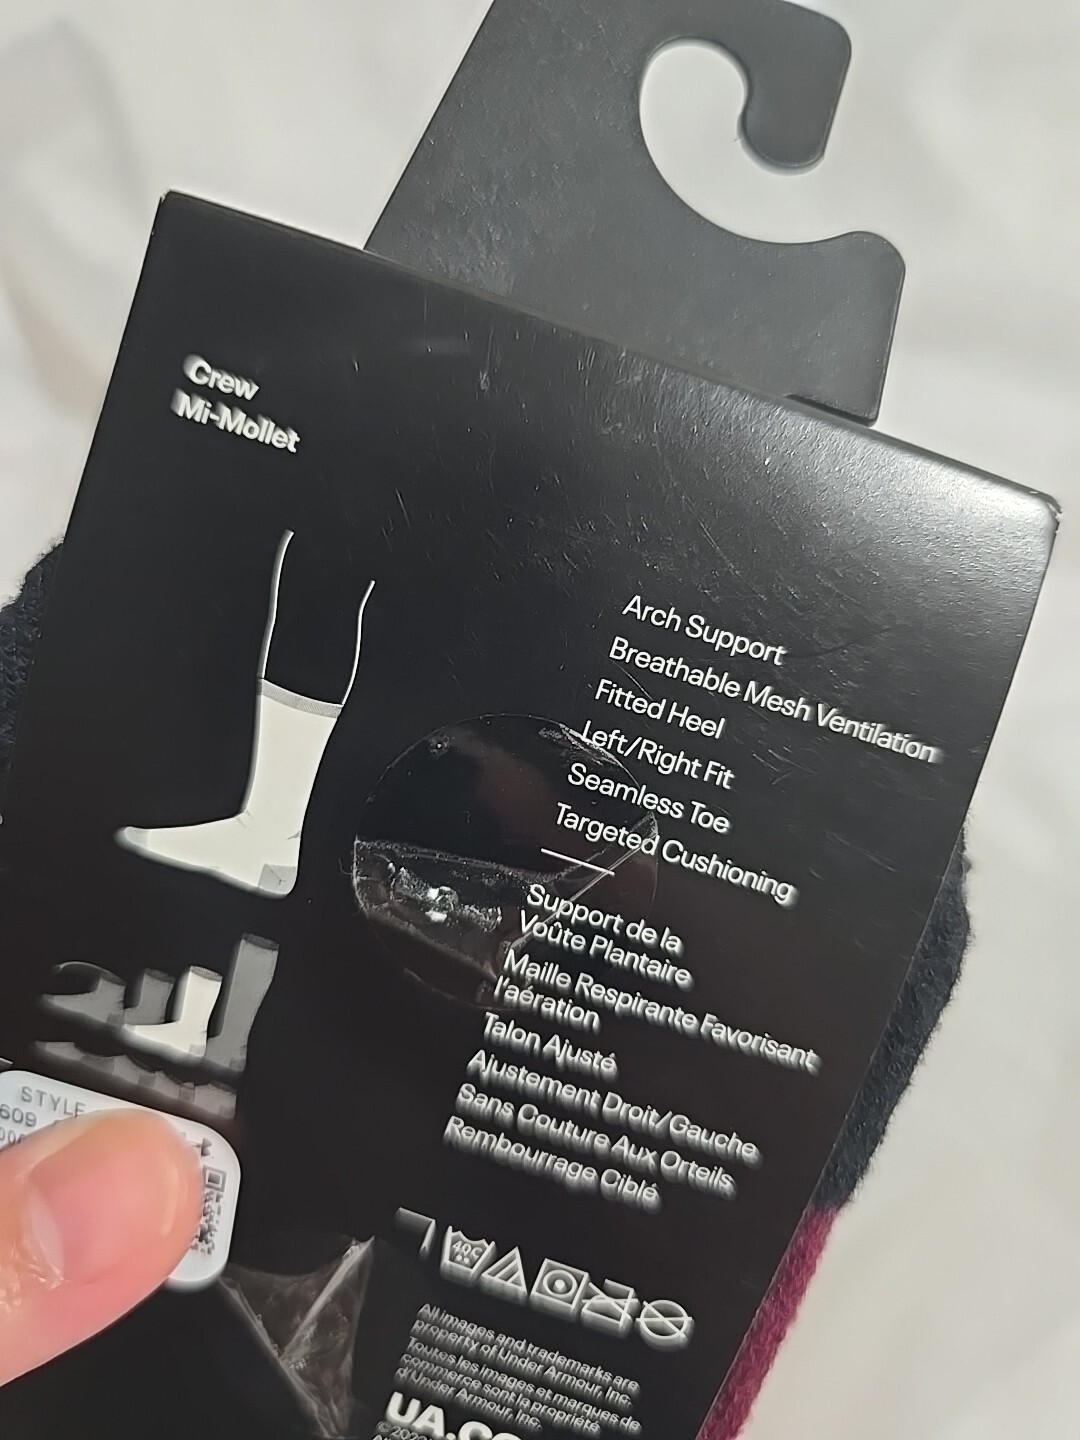 Crew
Mi-Mollet
Arch Support
Breathable Mesh Ventilation
Fitted Heel
Left/Right Fit
Seamless Toe
Targeted Cushioning
Support de la
Voûte Plantaire
Maille Respirante Favorisant
l'aération
Talon Ajusté
Ajustement Droit/Gauche
Sans Couture Aux Orteils
Rembourrage Ciblé
STYLE
609
40C
All images and trademarks are
property of Under Armour, Inc.
Toutes les images et marques de
commerce sont la propriété
d'Under Armour, Inc.